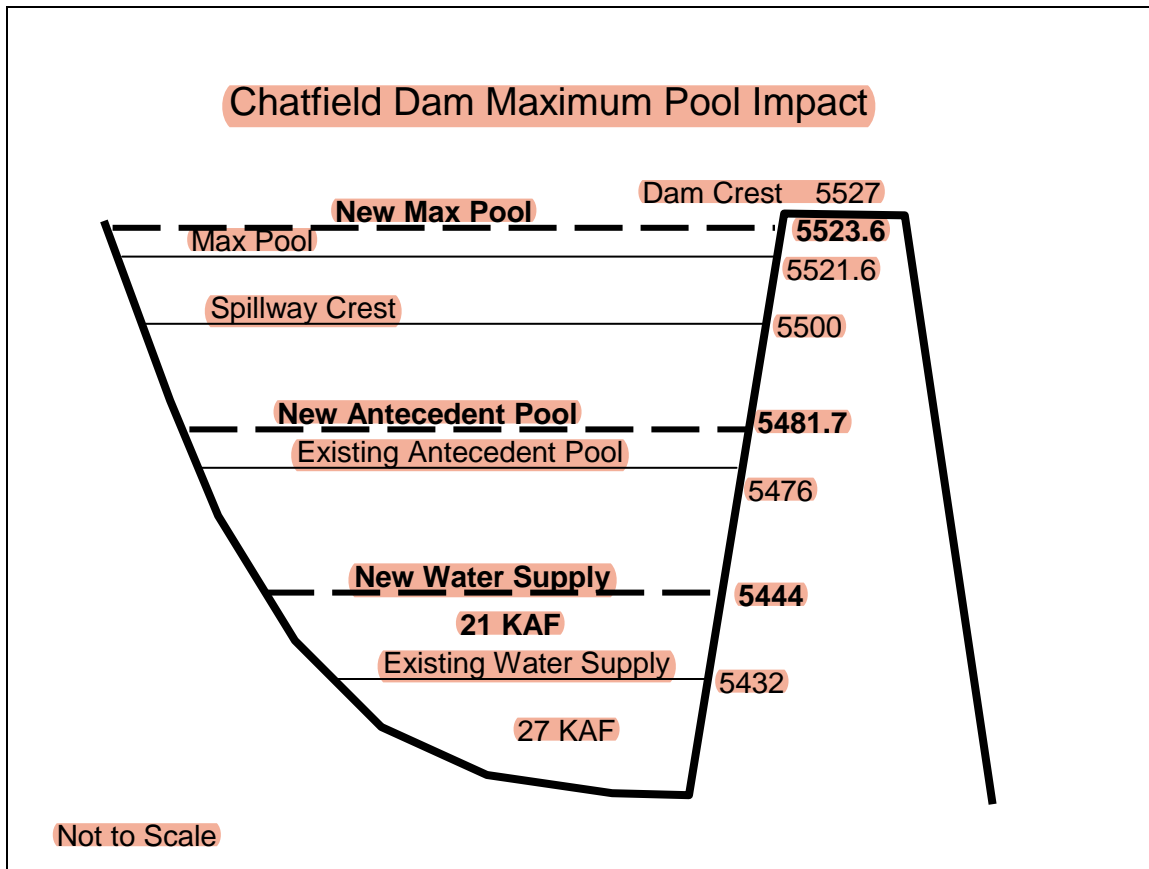 Chatfield Dam Maximum Pool Impact
Dam Crest 5527
New Max Pool
5523.6
Max Pool
5521.6
Spillway Crest
5500
New Antecedent Pool
5481.7
Existing Antecedent Pool
5476
New Water Supply
5444
21 KAF
Existing Water Supply
5432
27 KAF
Not to Scale